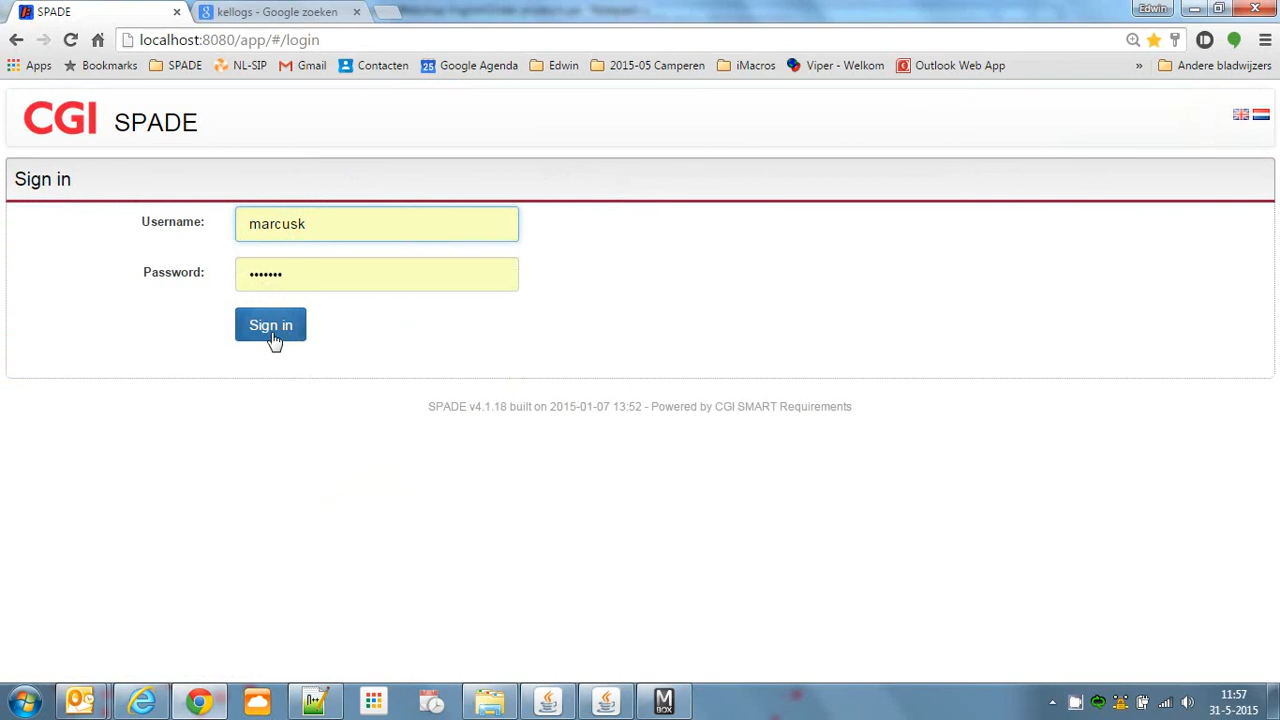 SPADE
kellogs - Google zoeken
Edwin
localhost:8080/app/#/login
Apps
Bookmarks
SPADE
NL-SIP
Gmail
Contacten
25
Google Agenda
Edwin
2015-05 Camperen
iMacros
Viper - Welkom
Outlook Web App
»
Andere bladwijzers
CGI SPADE
Sign in
Username:
marcusk
Password:
•••••••
Sign in
SPADE v4.1.18 built on 2015-01-07 13:52 - Powered by CGI SMART Requirements
M
BOX
11:57
31-5-2015